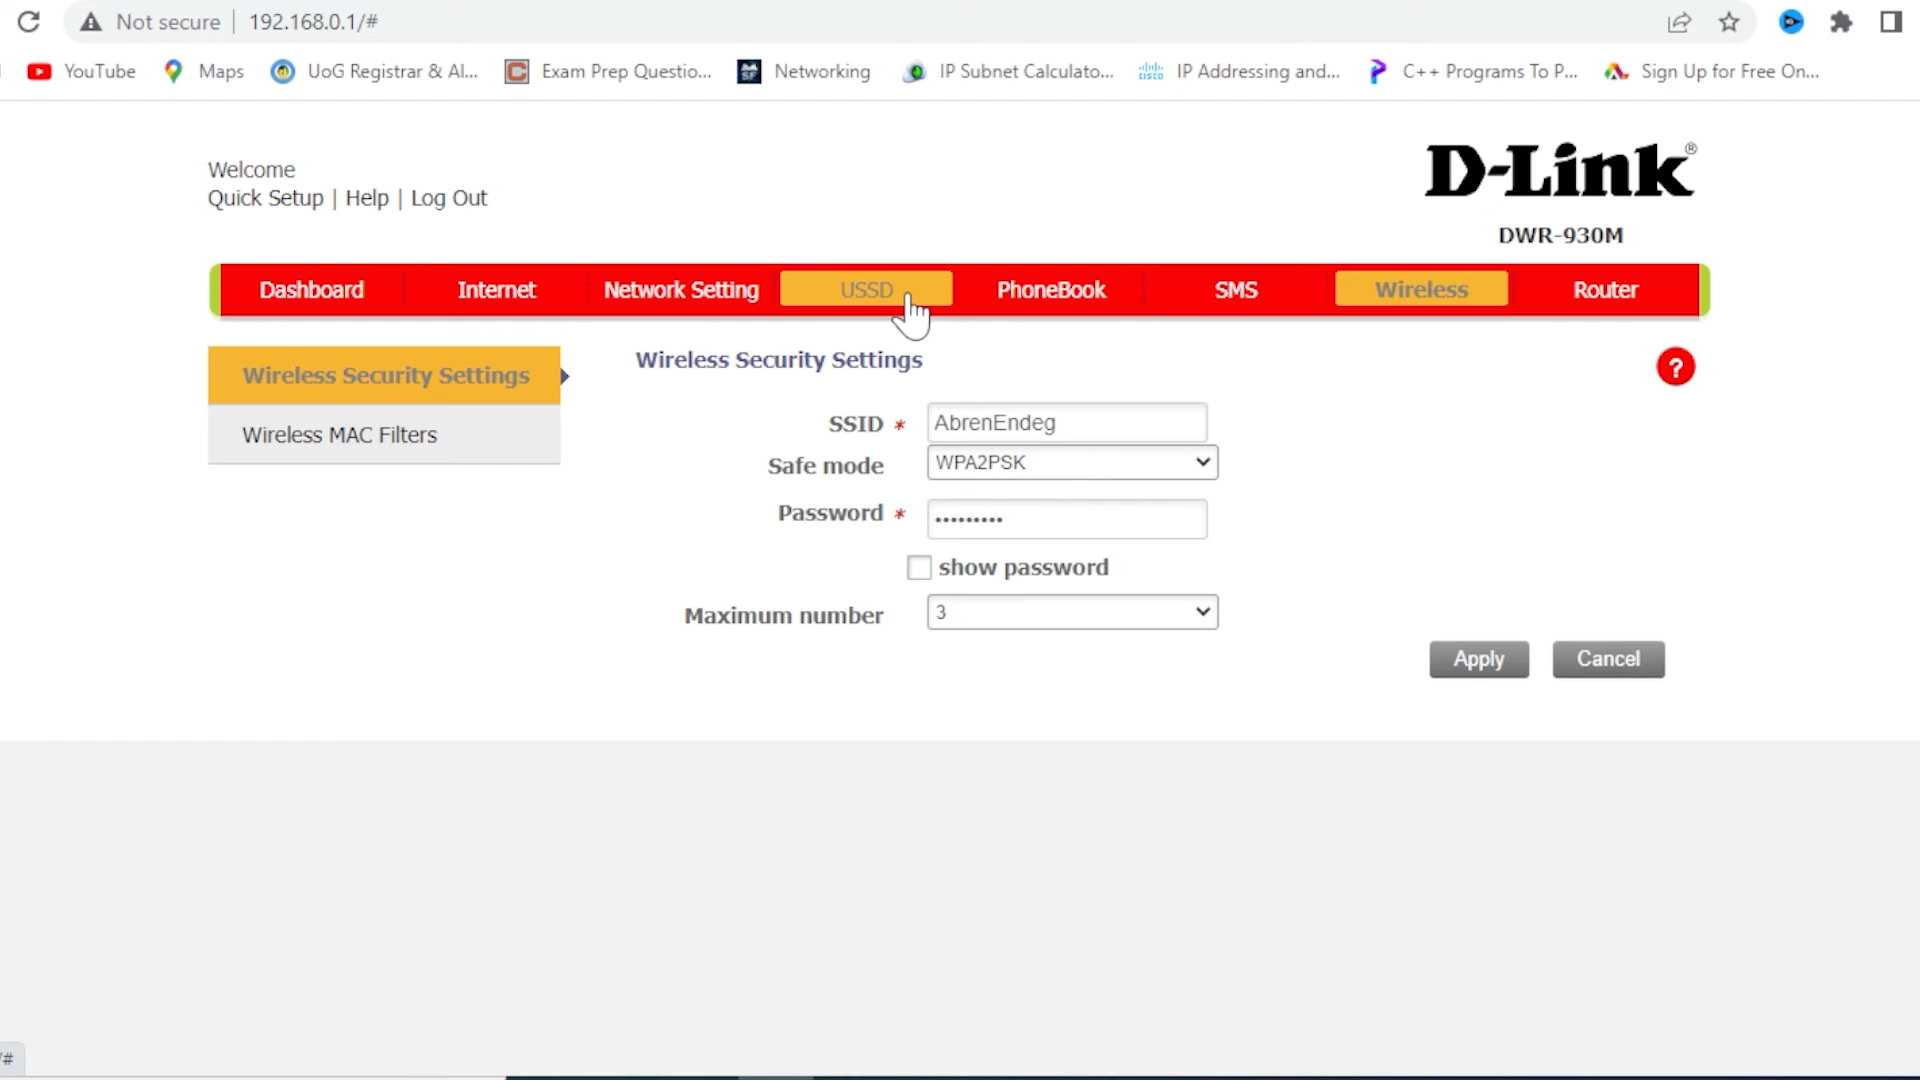 Not secure 192.168.0.1/#
YouTube Maps UoG Registrar & Al... Exam Prep Questio... Networking IP Subnet Calculato... IP Addressing and... C++ Programs To P... Sign Up for Free On...
Welcome
Quick Setup | Help | Log Out
D-Link®
DWR-930M
Dashboard Internet Network Setting USSD PhoneBook SMS Wireless Router
Wireless Security Settings
Wireless MAC Filters
Wireless Security Settings
?
SSID * AbrenEndeg
Safe mode WPA2PSK
Password * •••••••••
show password
Maximum number 3
Apply Cancel
/#